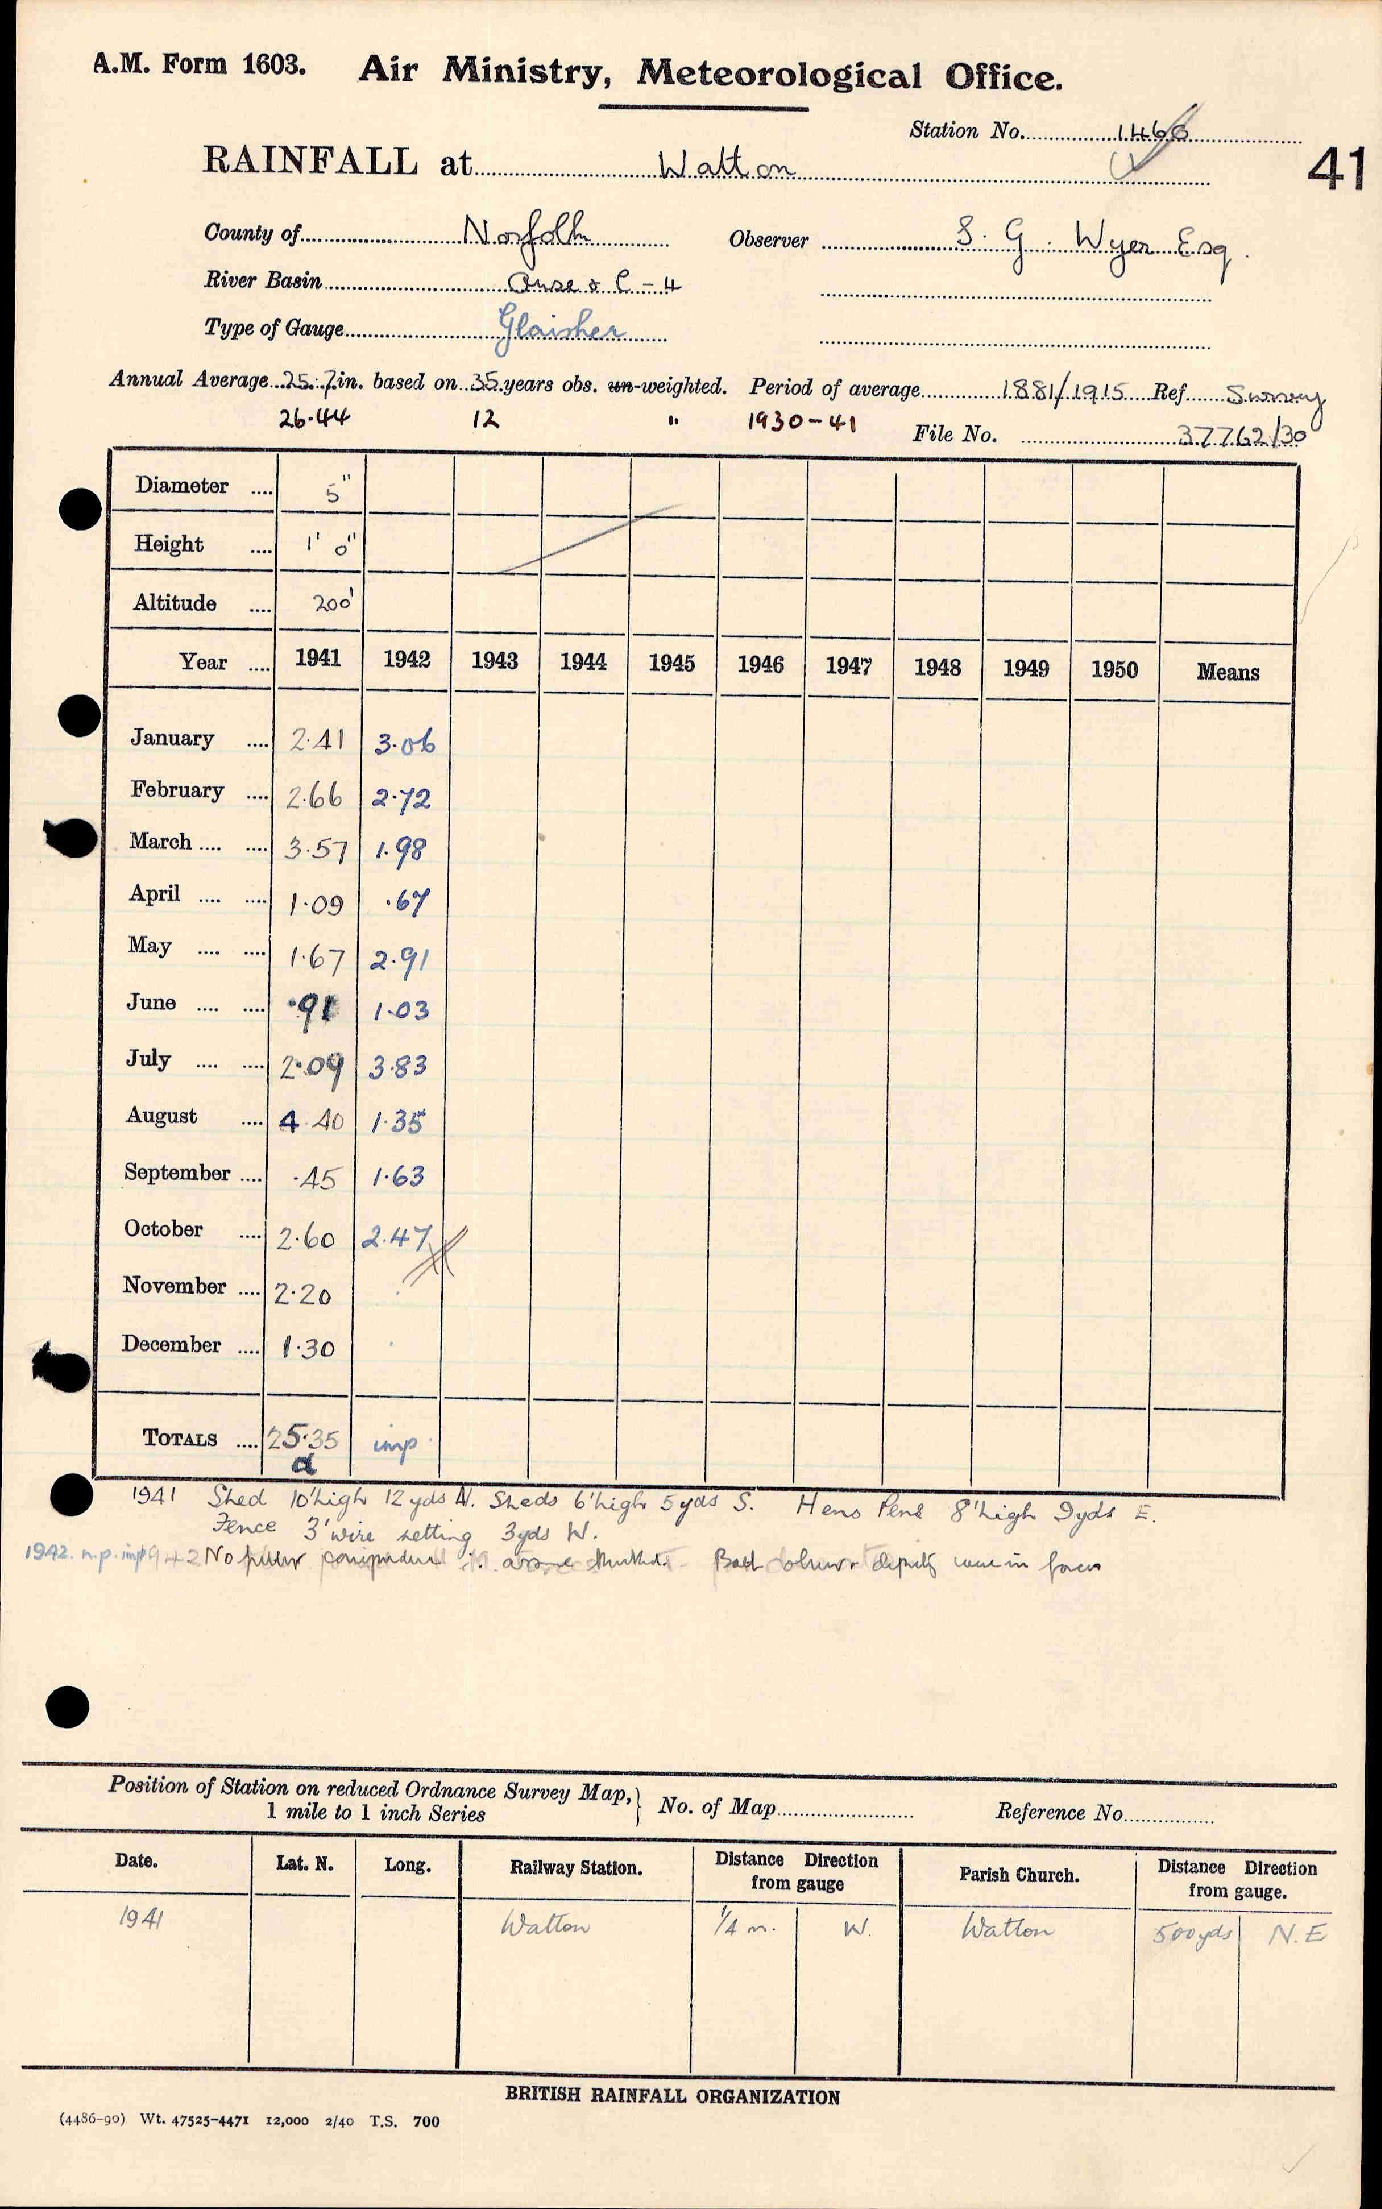 A.M. Form 1603. Air Ministry, Meteorological Office.
Station No. 1466
41
RAINFALL at Watton
County of Norfolk Observer S. G. Wyer Esq.
River Basin Ouse & C - 4
Type of Gauge Glaisher
Annual Average 25.7 in. based on 35 years obs. un-weighted. Period of average 1881/1915 Ref Survey
26.44 12 " 1930-41 File No. 37762/30
Diameter .... 5"
Height .... 1' 0"
Altitude .... 200'
Year .... 1941 1942 1943 1944 1945 1946 1947 1948 1949 1950 Means
January .... 2.41 3.06
February .... 2.66 2.72
March .... .... 3.57 1.98
April .... .... 1.09 .67
May .... .... 1.67 2.91
June .... .... .91 1.03
July .... .... 2.09 3.83
August .... 4.40 1.35
September .... .45 1.63
October .... 2.60 2.47
November .... 2.20
December .... 1.30
TOTALS .... 25.35 imp
d
1941 Shed 10' high 12 yds N. Sheds 6' high 5 yds S. Hens Pens 8' high 9 yds E.
Fence 3' wire netting 3 yds W.
1942. n.p. imp 1942 No further Both in forces
Position of Station on reduced Ordnance Survey Map, } No. of Map Reference No.
1 mile to 1 inch Series
Date. Lat. N. Long. Railway Station. Distance Direction from gauge Parish Church. Distance Direction from gauge.
1941 Watton 1/4 m. W. Watton 500 yds N.E
BRITISH RAINFALL ORGANIZATION
(4486-90) Wt. 47525-4471 12,000 2/40 T.S. 700